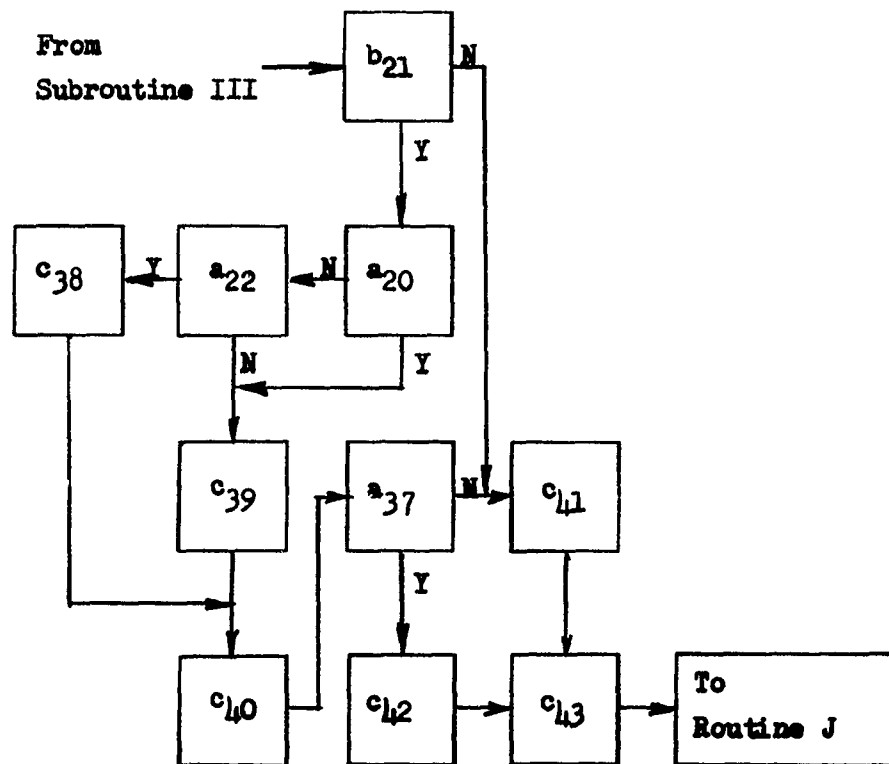 From
Subroutine III
b21
N
Y
c38
Y
a22
N
a20
N
Y
c39
a37
N
c41
Y
c40
c42
c43
To
Routine J